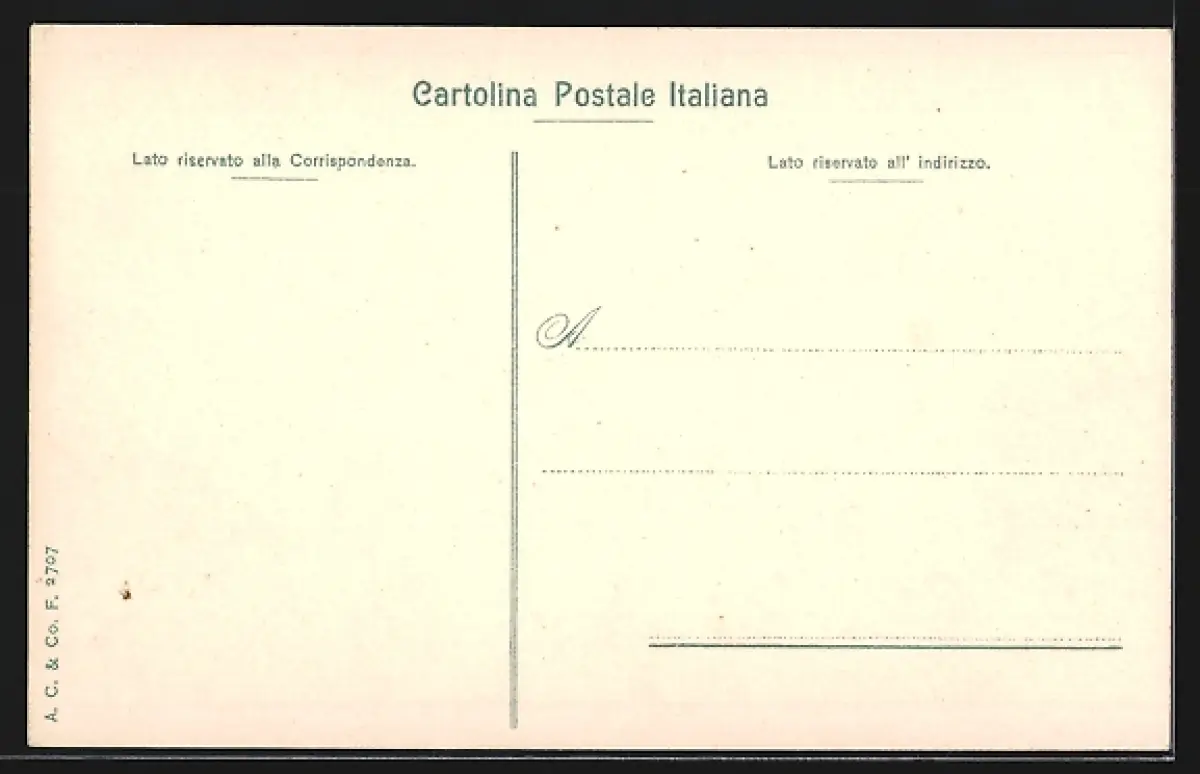 Cartolina Postale Italiana
Lato riservato alla Corrispondenza.
Lato riservato all' indirizzo.
A
A. C. & Co. F. 2707